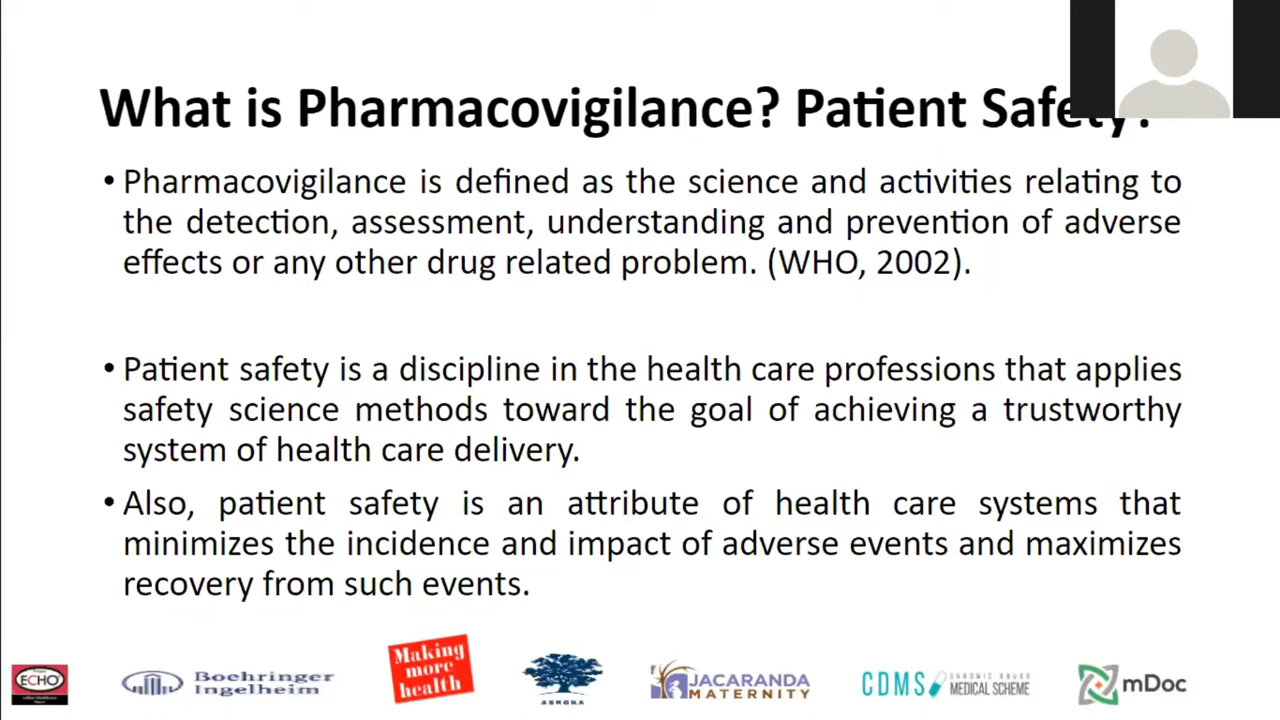 What is Pharmacovigilance? Patient Safety?
• Pharmacovigilance is defined as the science and activities relating to
the detection, assessment, understanding and prevention of adverse
effects or any other drug related problem. (WHO, 2002).
• Patient safety is a discipline in the health care professions that applies
safety science methods toward the goal of achieving a trustworthy
system of health care delivery.
• Also, patient safety is an attribute of health care systems that
minimizes the incidence and impact of adverse events and maximizes
recovery from such events.
ECHO
Boehringer
Ingelheim
Making
more
health
ASHOKA
JACARANDA
MATERNITY
CDMS
MEDICAL SCHEME
mDoc